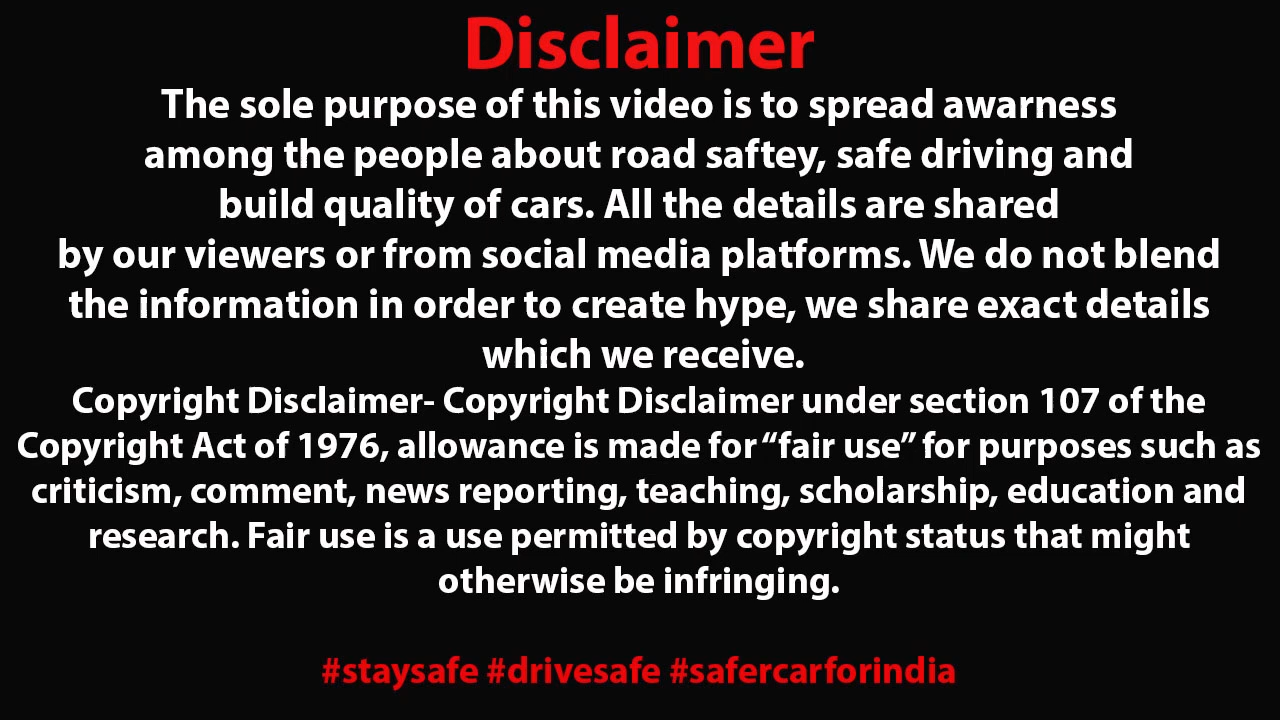 Disclaimer
The sole purpose of this video is to spread awarness
among the people about road saftey, safe driving and
build quality of cars. All the details are shared
by our viewers or from social media platforms. We do not blend
the information in order to create hype, we share exact details
which we receive.
Copyright Disclaimer- Copyright Disclaimer under section 107 of the
Copyright Act of 1976, allowance is made for “fair use” for purposes such as
criticism, comment, news reporting, teaching, scholarship, education and
research. Fair use is a use permitted by copyright status that might
otherwise be infringing.
#staysafe #drivesafe #safercarforindia